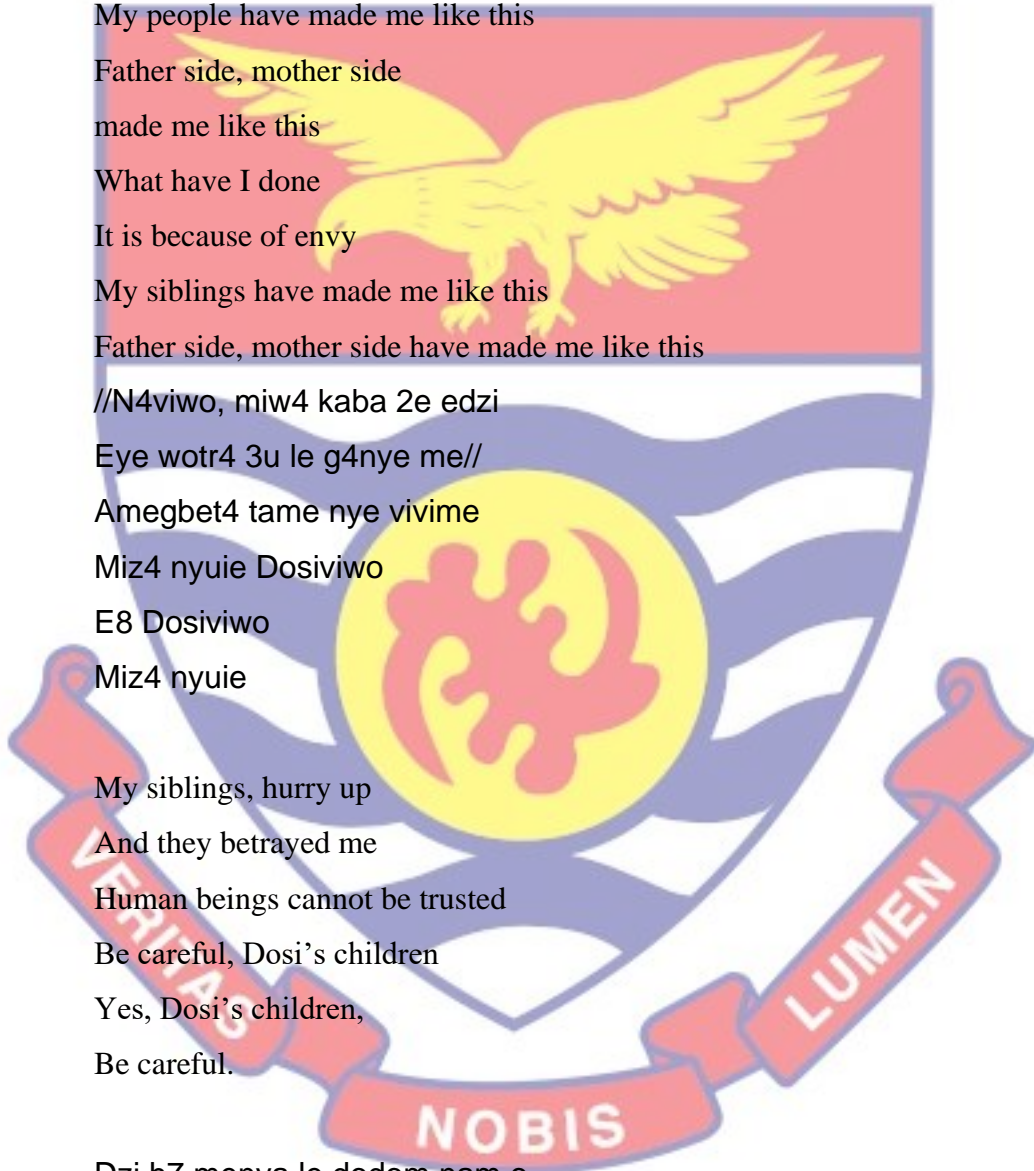 My people have made me like this
Father side, mother side
made me like this
What have I done
It is because of envy
My siblings have made me like this
Father side, mother side have made me like this
//N4viwo, miw4 kaba 2e edzi
Eye wotr4 3u le g4nye me//
Amegbet4 tame nye vivime
Miz4 nyuie Dosiviwo
E8 Dosiviwo
Miz4 nyuie
My siblings, hurry up
And they betrayed me
Human beings cannot be trusted
Be careful, Dosi’s children
Yes, Dosi’s children,
Be careful.
VERITAS NOBIS LUMEN